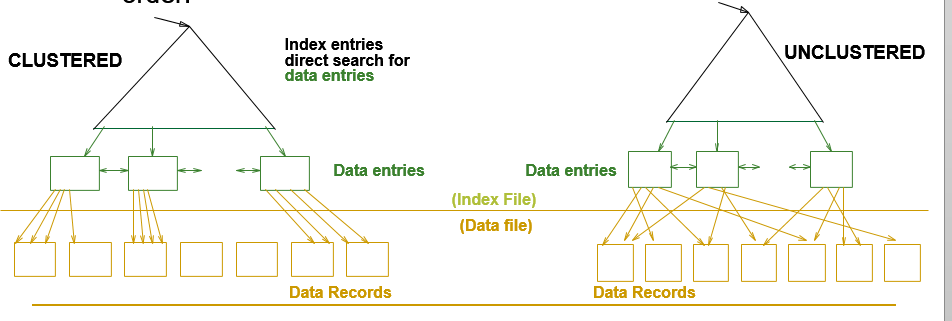 CLUSTERED
Index entries
direct search for
data entries
UNCLUSTERED
Data entries
Data entries
(Index File)
(Data file)
Data Records
Data Records